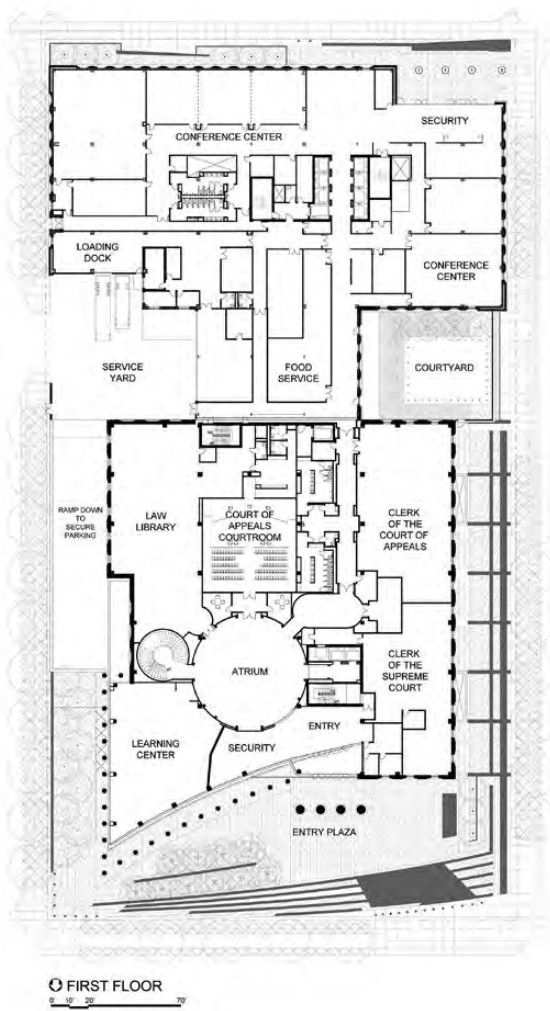 CONFERENCE CENTER
SECURITY
LOADING
DOCK
CONFERENCE
CENTER
SERVICE
YARD
FOOD
SERVICE
COURTYARD
RAMP DOWN
TO
SECURE
PARKING
LAW
LIBRARY
COURT OF
APPEALS
COURTROOM
CLERK
OF THE
COURT OF
APPEALS
ATRIUM
CLERK
OF THE
SUPREME
COURT
LEARNING
CENTER
SECURITY
ENTRY
ENTRY PLAZA
FIRST FLOOR
0' 10' 20' 70'